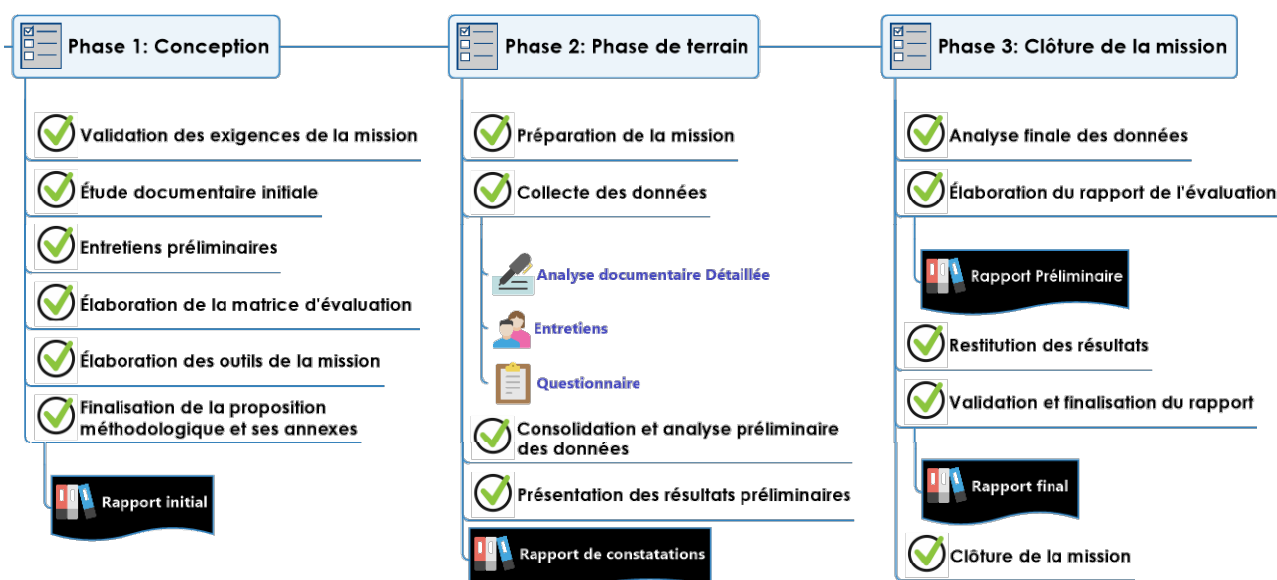 Phase 1: Conception
Validation des exigences de la mission
Étude documentaire initiale
Entretiens préliminaires
Élaboration de la matrice d'évaluation
Élaboration des outils de la mission
Finalisation de la proposition
méthodologique et ses annexes
Rapport initial
Phase 2: Phase de terrain
Préparation de la mission
Collecte des données
Analyse documentaire Détaillée
Entretiens
Questionnaire
Consolidation et analyse préliminaire
des données
Présentation des résultats préliminaires
Rapport de constatations
Phase 3: Clôture de la mission
Analyse finale des données
Élaboration du rapport de l'évaluation
Rapport Préliminaire
Restitution des résultats
Validation et finalisation du rapport
Rapport final
Clôture de la mission